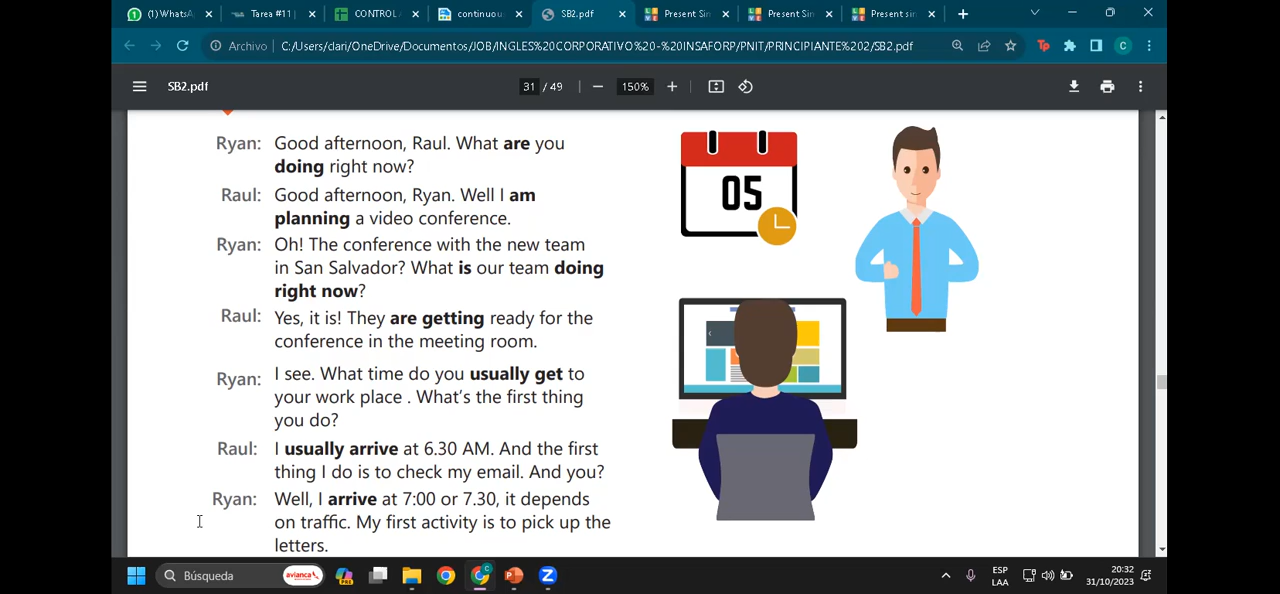 (1) WhatsA
Tarea #11 |
CONTROL A
continuou
SB2.pdf
Present Sin
Present Sin
Present sin
Archivo
C:/Users/clari/OneDrive/Documentos/JOB/INGLES%20CORPORATIVO%20-%20INSAFORP/PNIT/PRINCIPIANTE%202/SB2.pdf
C
SB2.pdf
31 / 49
150%
Ryan: Good afternoon, Raul. What are you
doing right now?
Raul: Good afternoon, Ryan. Well I am
planning a video conference.
Ryan: Oh! The conference with the new team
in San Salvador? What is our team doing
right now?
Raul: Yes, it is! They are getting ready for the
conference in the meeting room.
Ryan: I see. What time do you usually get to
your work place . What's the first thing
you do?
Raul: I usually arrive at 6.30 AM. And the first
thing I do is to check my email. And you?
Ryan: Well, I arrive at 7:00 or 7.30, it depends
on traffic. My first activity is to pick up the
letters.
05
Búsqueda
avianca
PRE
ESP
LAA
20:32
31/10/2023